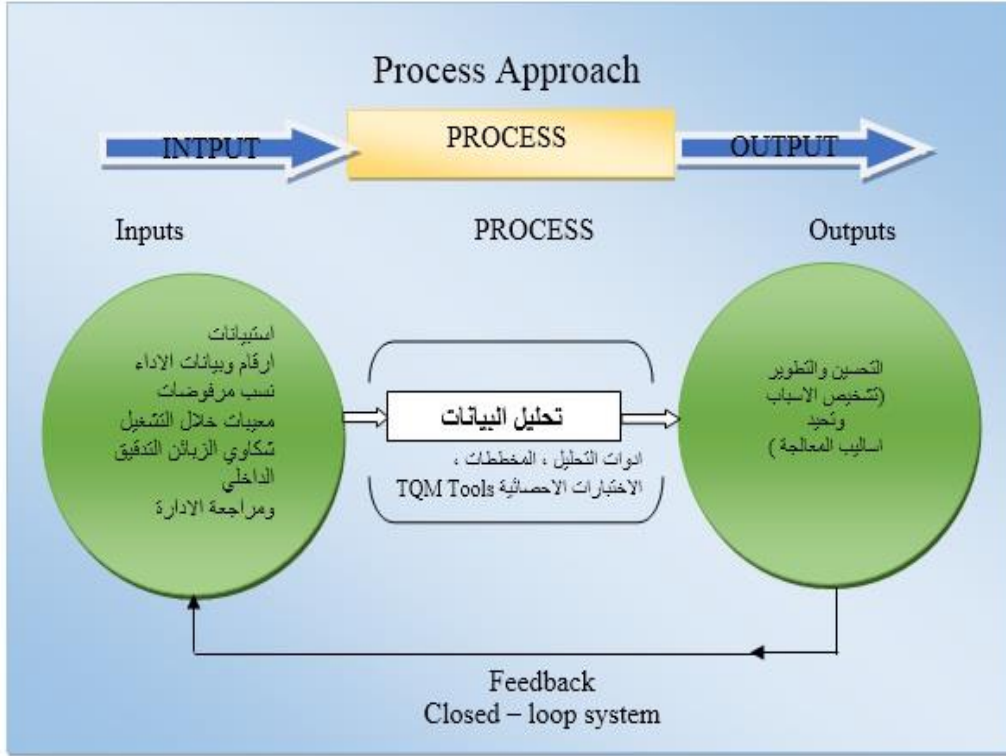 Process Approach
INTPUT PROCESS OUTPUT
Inputs PROCESS Outputs
استبيانات
ارقام وبيانات الاداء
نسب مرفوضات
معيبات خلال التشغيل
شكاوي الزبائن التدقيق
الداخلي
ومراجعة الادارة
تحليل البيانات
ادوات التحليل ، المخططات ،
الاختبارات الاحصائية TQM Tools
التحسين والتطوير
(تشخيص الاسباب
وتحيد
اساليب المعالجة )
Feedback
Closed – loop system